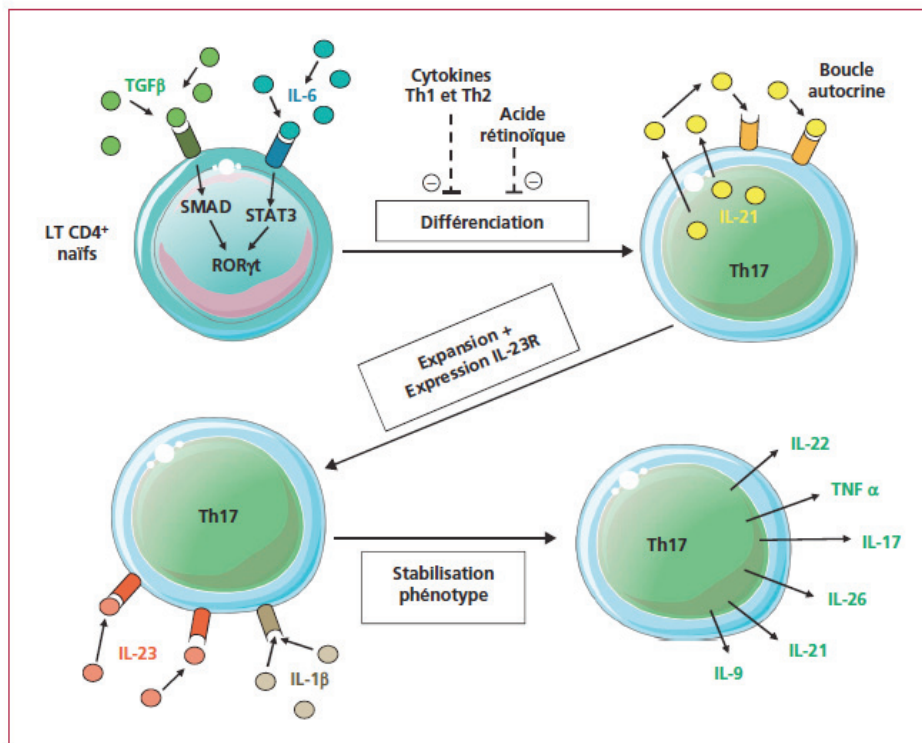 TGFβ
IL-6
SMAD
STAT3
RORγt
LT CD4+
naïfs
Cytokines
Th1 et Th2
Acide
rétinoïque
−
−
Différenciation
Boucle
autocrine
IL-21
Th17
Expansion +
Expression IL-23R
Th17
IL-23
IL-1β
Stabilisation
phénotype
Th17
IL-22
TNF α
IL-17
IL-26
IL-21
IL-9